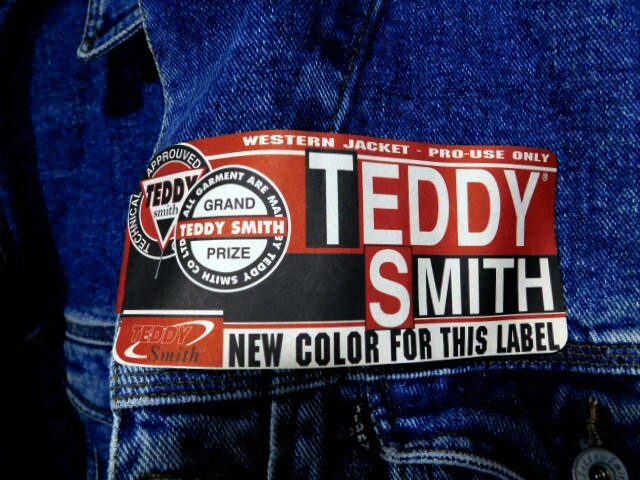 WESTERN JACKET - PRO-USE ONLY
TECHNICAL APPROUVED
TEDDY
smith
ALL GARMENT ARE MADE BY TEDDY SMITH CO LTD
GRAND
TEDDY SMITH
PRIZE
TEDDY®
SMITH
TEDDY
Smith
NEW COLOR FOR THIS LABEL